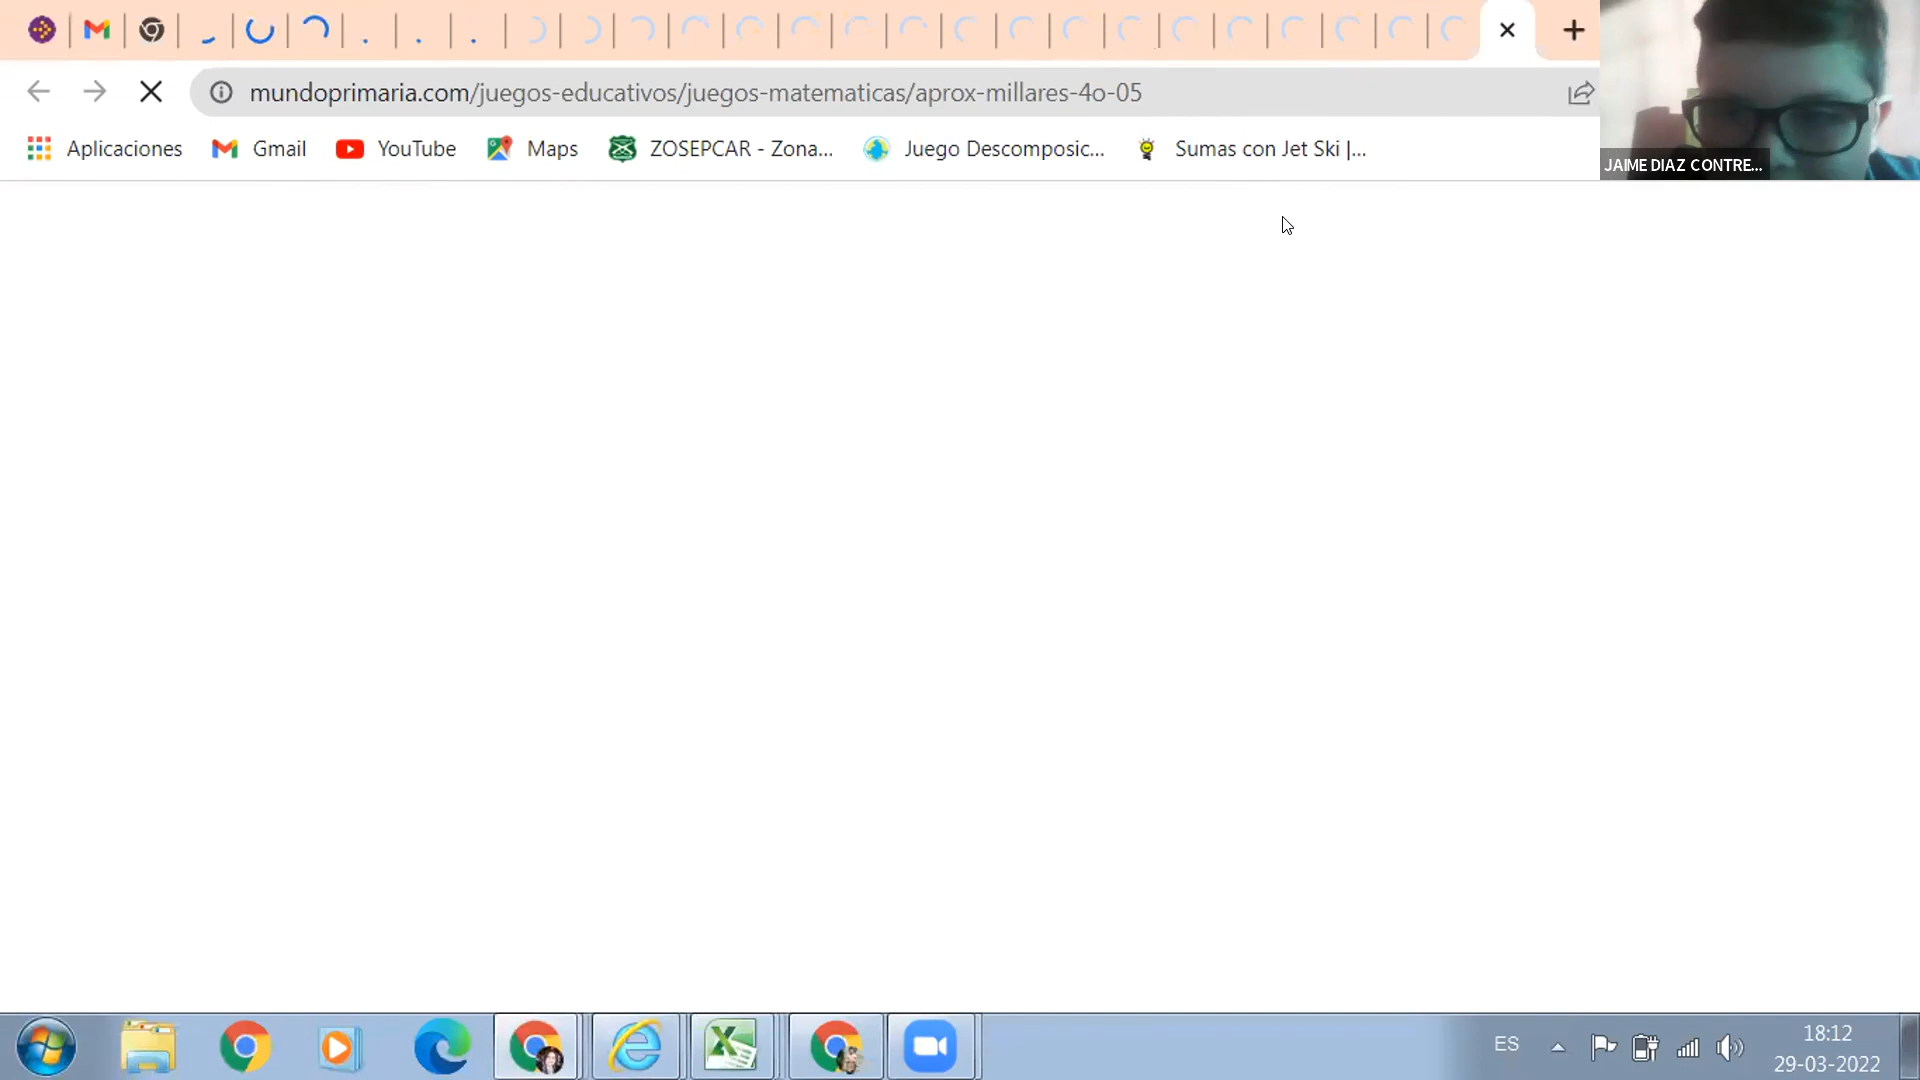 mundoprimaria.com/juegos-educativos/juegos-matematicas/aprox-millares-4o-05
Aplicaciones Gmail YouTube Maps ZOSEPCAR - Zona... Juego Descomposic... Sumas con Jet Ski |...
JAIME DIAZ CONTRE...
ES
18:12
29-03-2022